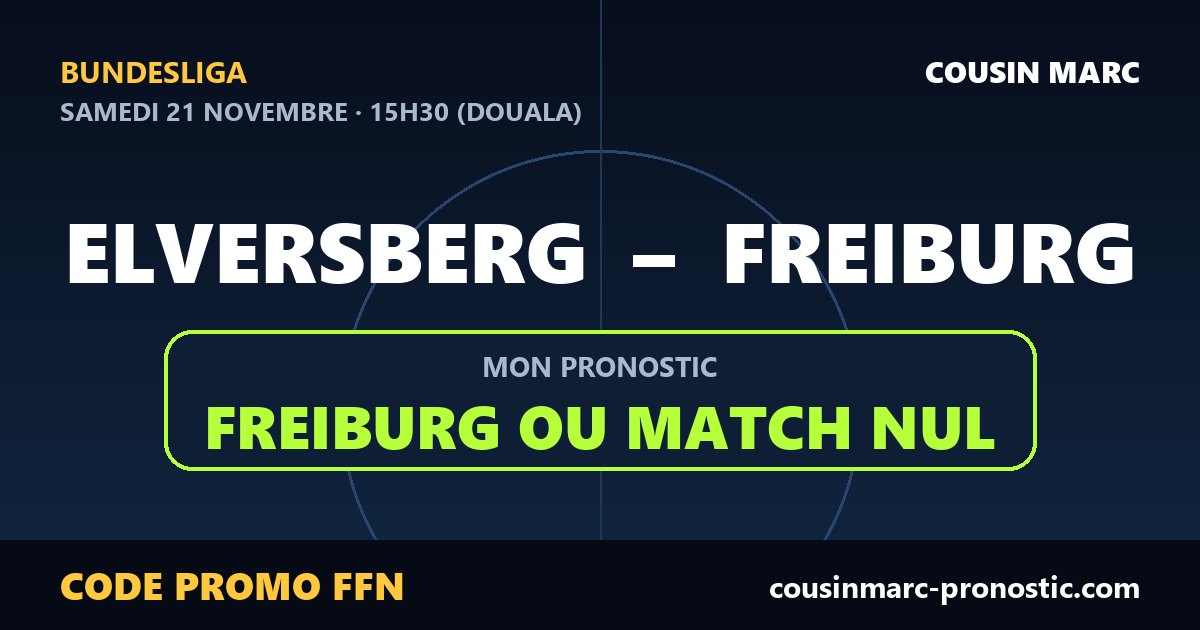 BUNDESLIGA
COUSIN MARC
SAMEDI 21 NOVEMBRE · 15H30 (DOUALA)
ELVERSBERG – FREIBURG
MON PRONOSTIC
FREIBURG OU MATCH NUL
CODE PROMO FFN
cousinmarc-pronostic.com